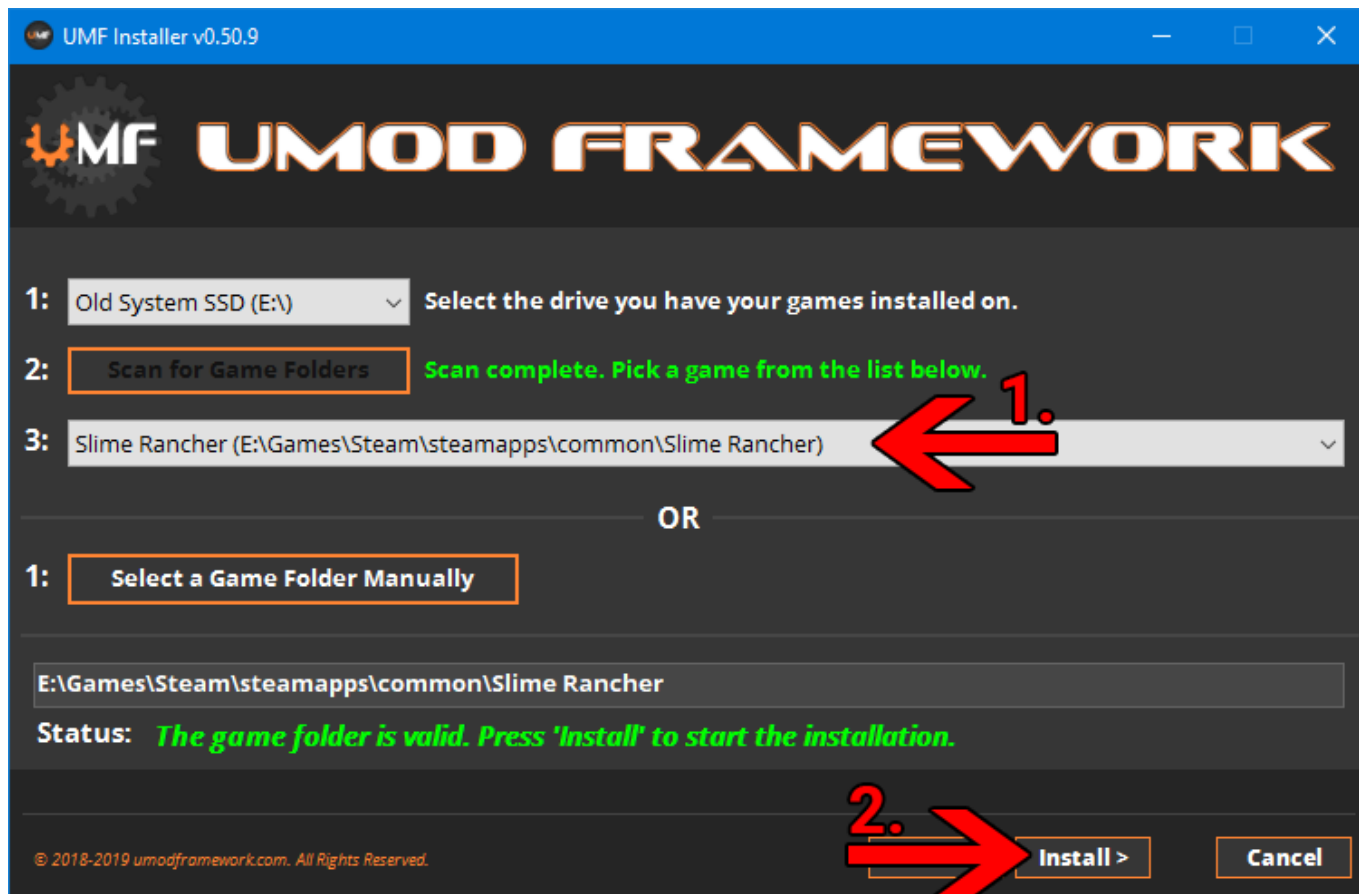 UMF Installer v0.50.9
UMF UMOD FRAMEWORK
1: Old System SSD (E:\) Select the drive you have your games installed on.
2: Scan for Game Folders Scan complete. Pick a game from the list below.
1.
3: Slime Rancher (E:\Games\Steam\steamapps\common\Slime Rancher)
OR
1: Select a Game Folder Manually
E:\Games\Steam\steamapps\common\Slime Rancher
Status: The game folder is valid. Press 'Install' to start the installation.
2.
© 2018-2019 umodframework.com. All Rights Reserved. Install > Cancel